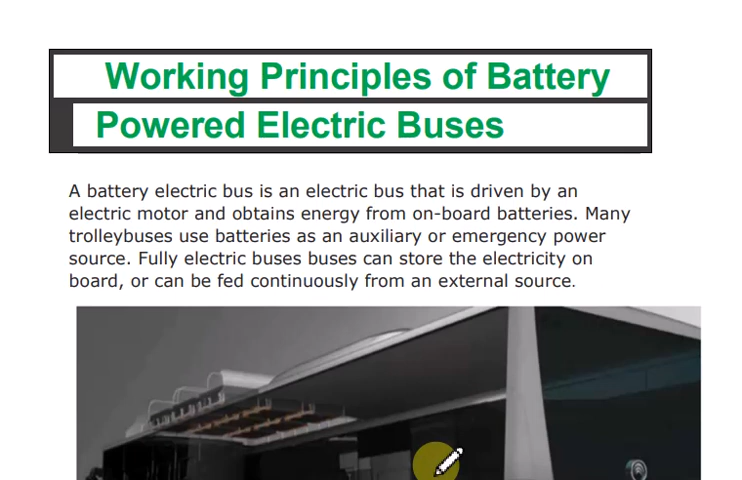 Working Principles of Battery
Powered Electric Buses
A battery electric bus is an electric bus that is driven by an
electric motor and obtains energy from on-board batteries. Many
trolleybuses use batteries as an auxiliary or emergency power
source. Fully electric buses buses can store the electricity on
board, or can be fed continuously from an external source.